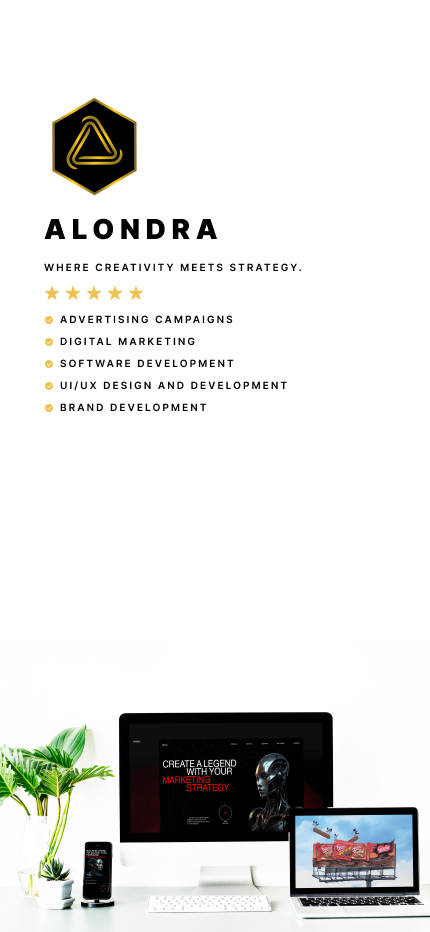 ALONDRA
WHERE CREATIVITY MEETS STRATEGY.
ADVERTISING CAMPAIGNS
DIGITAL MARKETING
SOFTWARE DEVELOPMENT
UI/UX DESIGN AND DEVELOPMENT
BRAND DEVELOPMENT
CREATE A LEGEND
WITH YOUR
MARKETING
STRATEGY